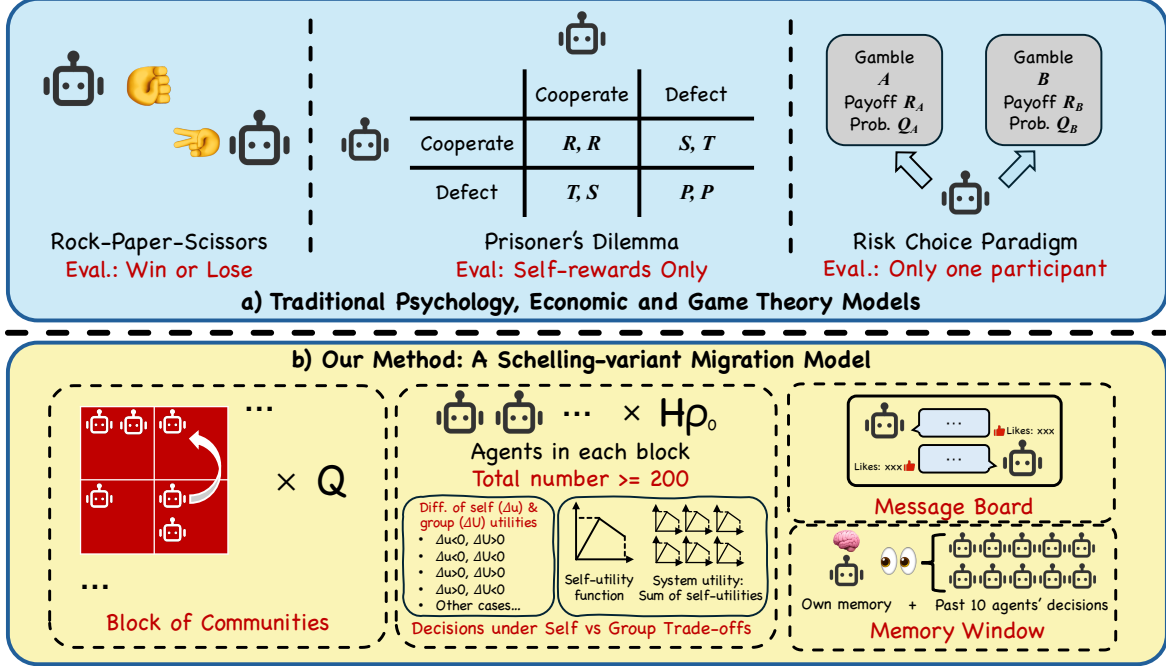 Cooperate Defect
Cooperate R, R S, T
Defect T, S P, P
Gamble
A
Payoff R_A
Prob. Q_A
Gamble
B
Payoff R_B
Prob. Q_B
Rock-Paper-Scissors
Eval.: Win or Lose
Prisoner's Dilemma
Eval: Self-rewards Only
Risk Choice Paradigm
Eval.: Only one participant
a) Traditional Psychology, Economic and Game Theory Models
b) Our Method: A Schelling-variant Migration Model
...
× Q
...
Block of Communities
... × Hρ₀
Agents in each block
Total number >= 200
Diff. of self (Δu) &
group (ΔU) utilities
• Δu<0, ΔU>0
• Δu<0, ΔU<0
• Δu>0, ΔU>0
• Δu>0, ΔU<0
• Other cases...
Self-utility
function
System utility:
Sum of self-utilities
Decisions under Self vs Group Trade-offs
...
Likes: xxx
...
Likes: xxx
Message Board
Own memory + Past 10 agents' decisions
Memory Window